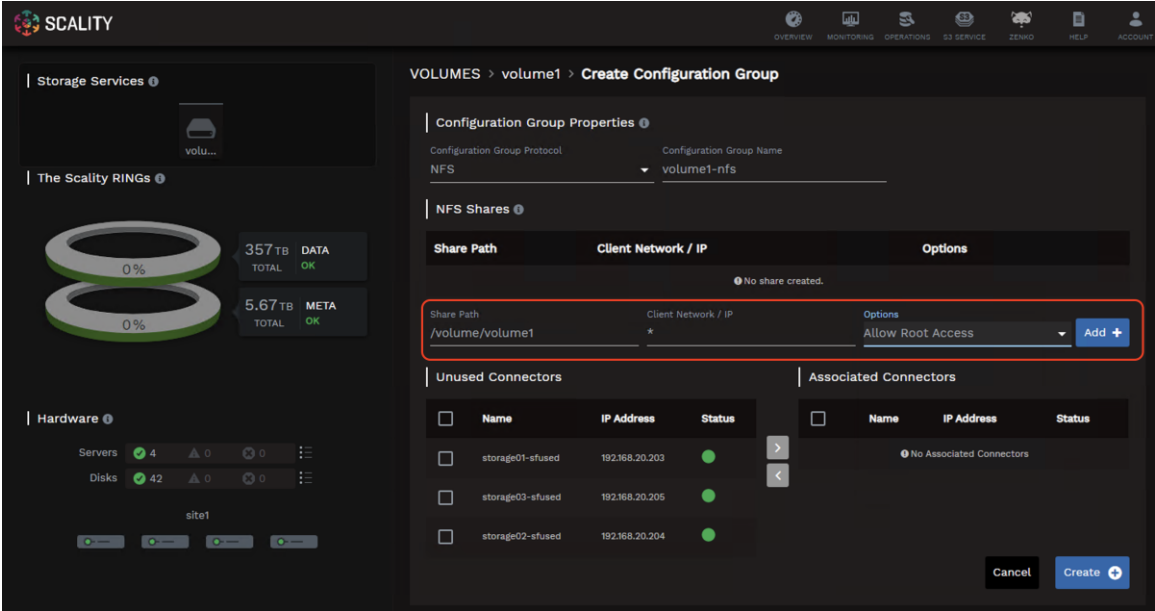 SCALITY
OVERVIEW MONITORING OPERATIONS S3 SERVICE ZENKO HELP ACCOUNT
Storage Services
volu...
The Scality RINGs
0%
357TB DATA
TOTAL OK
0%
5.67TB META
TOTAL OK
Hardware
Servers 4 0 0
Disks 42 0 0
site1
VOLUMES > volume1 > Create Configuration Group
Configuration Group Properties
Configuration Group Protocol Configuration Group Name
NFS volume1-nfs
NFS Shares
Share Path Client Network / IP Options
No share created.
Share Path Client Network / IP Options
/volume/volume1 * Allow Root Access Add +
Unused Connectors
Name IP Address Status
storage01-sfused 192.168.20.203
storage03-sfused 192.168.20.205
storage02-sfused 192.168.20.204
> 
<
Associated Connectors
Name IP Address Status
No Associated Connectors
Cancel Create